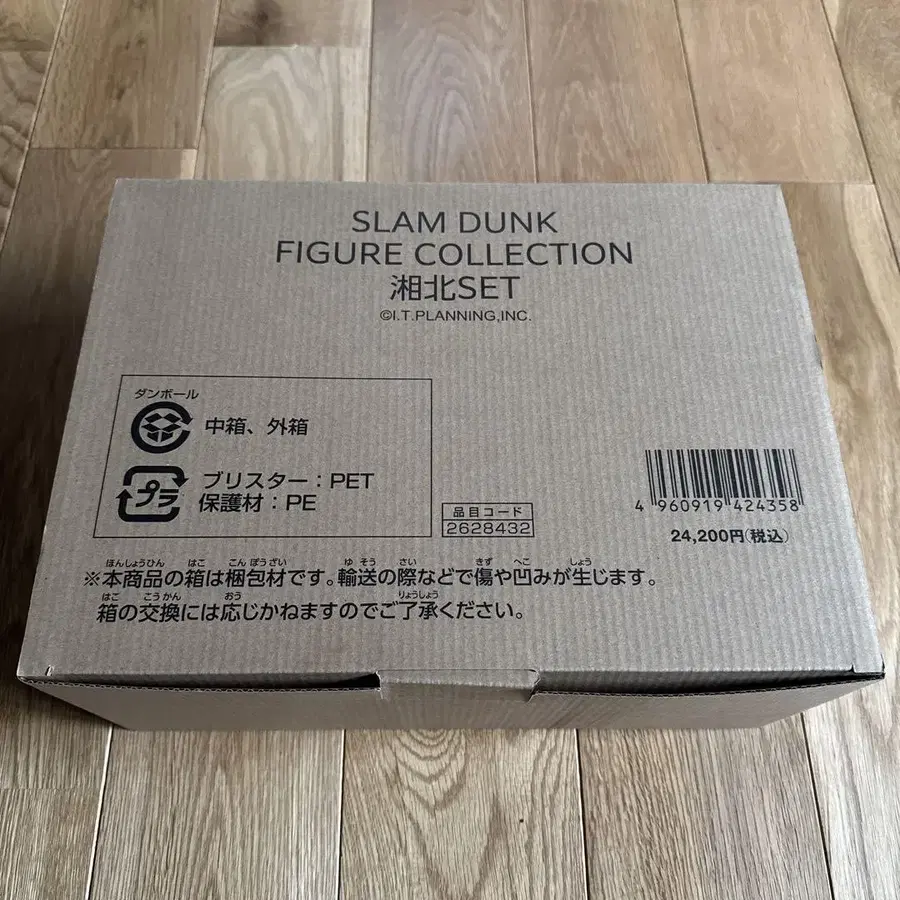 SLAM DUNK
FIGURE COLLECTION
湘北SET
©I.T.PLANNING,INC.
ダンボール
中箱、外箱
プラ
ブリスター：PET
保護材：PE
品目コード
2628432
4 960919 424358
24,200円(税込)
ほんしょうひん はこ こんぽうざい ゆそう さい きず へこ しょう
※本商品の箱は梱包材です。輸送の際などで傷や凹みが生じます。
はこ こうかん おう りょうしょう
箱の交換には応じかねますのでご了承ください。